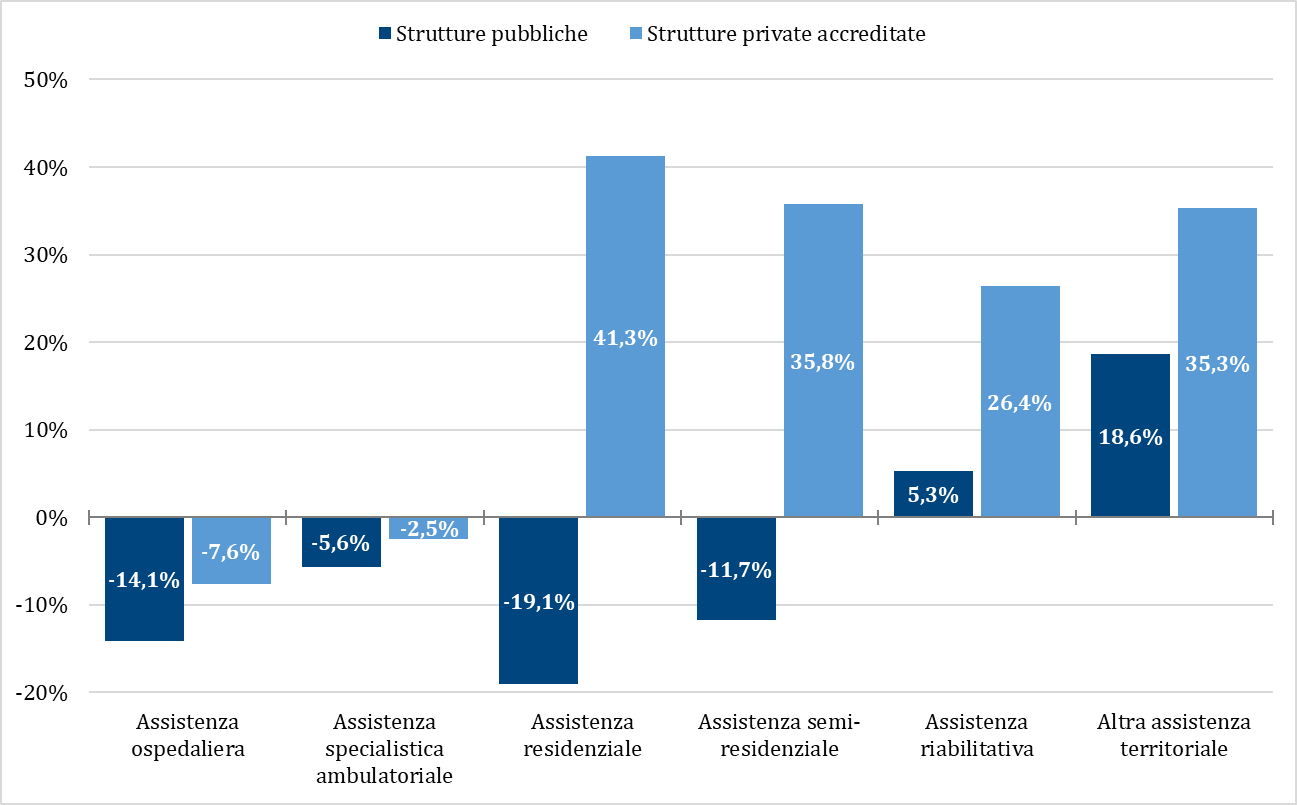 Strutture pubbliche
Strutture private accreditate
50%
40%
30%
20%
10%
0%
-10%
-20%
-14,1%
-7,6%
-5,6%
-2,5%
-19,1%
41,3%
-11,7%
35,8%
5,3%
26,4%
18,6%
35,3%
Assistenza
ospedaliera
Assistenza
specialistica
ambulatoriale
Assistenza
residenziale
Assistenza semi-
residenziale
Assistenza
riabilitativa
Altra assistenza
territoriale